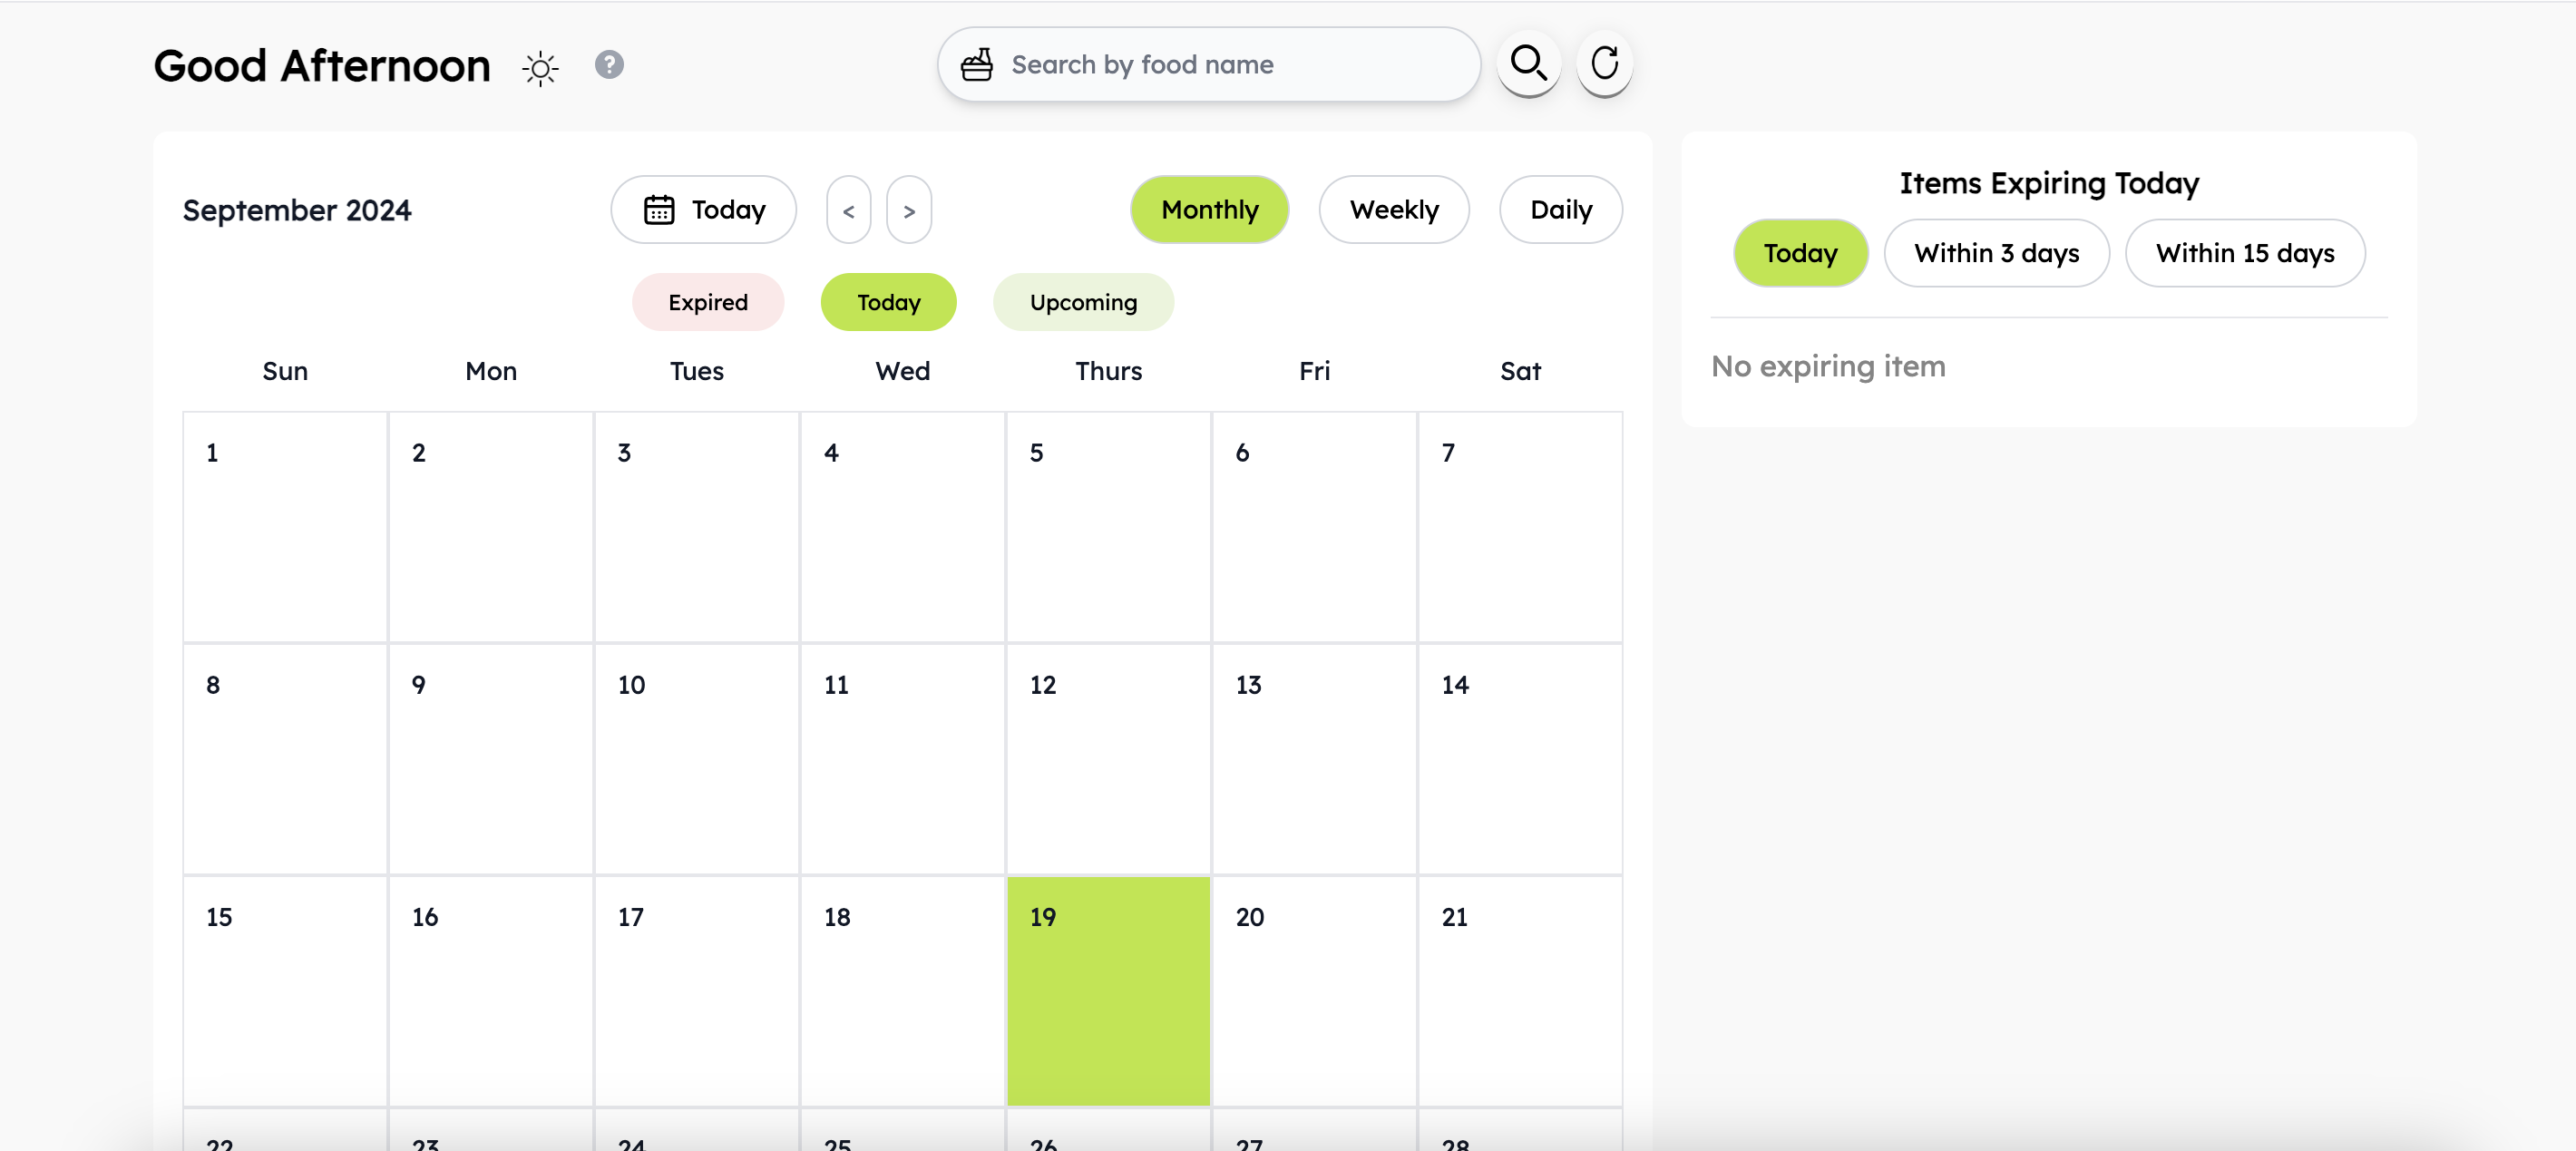 Good Afternoon
?
Search by food name
September 2024
Today
<
>
Monthly
Weekly
Daily
Expired
Today
Upcoming
Sun Mon Tues Wed Thurs Fri Sat
1 2 3 4 5 6 7
8 9 10 11 12 13 14
15 16 17 18 19 20 21
22 23 24 25 26 27 28
Items Expiring Today
Today
Within 3 days
Within 15 days
No expiring item